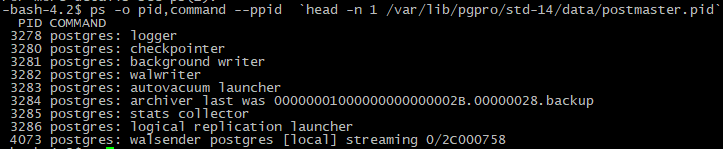 -bash-4.2$ ps -o pid,command --ppid  `head -n 1 /var/lib/pgpro/std-14/data/postmaster.pid`
  PID COMMAND
 3278 postgres: logger
 3280 postgres: checkpointer
 3281 postgres: background writer
 3282 postgres: walwriter
 3283 postgres: autovacuum launcher
 3284 postgres: archiver last was 00000001000000000000002B.00000028.backup
 3285 postgres: stats collector
 3286 postgres: logical replication launcher
 4073 postgres: walsender postgres [local] streaming 0/2C000758